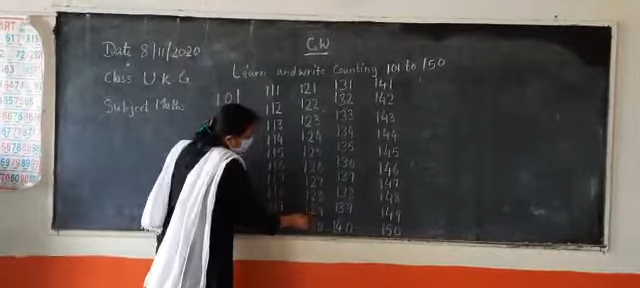 CW
Date 8/11/2020
Class U K.G
Learn and write Counting 101 to 150
Subject Math
101 111 121 131 141
112 122 132 142
113 123 133 143
114 124 134 144
115 125 135 145
126 136 146
127 137 147
128 138 148
139 149
140 150